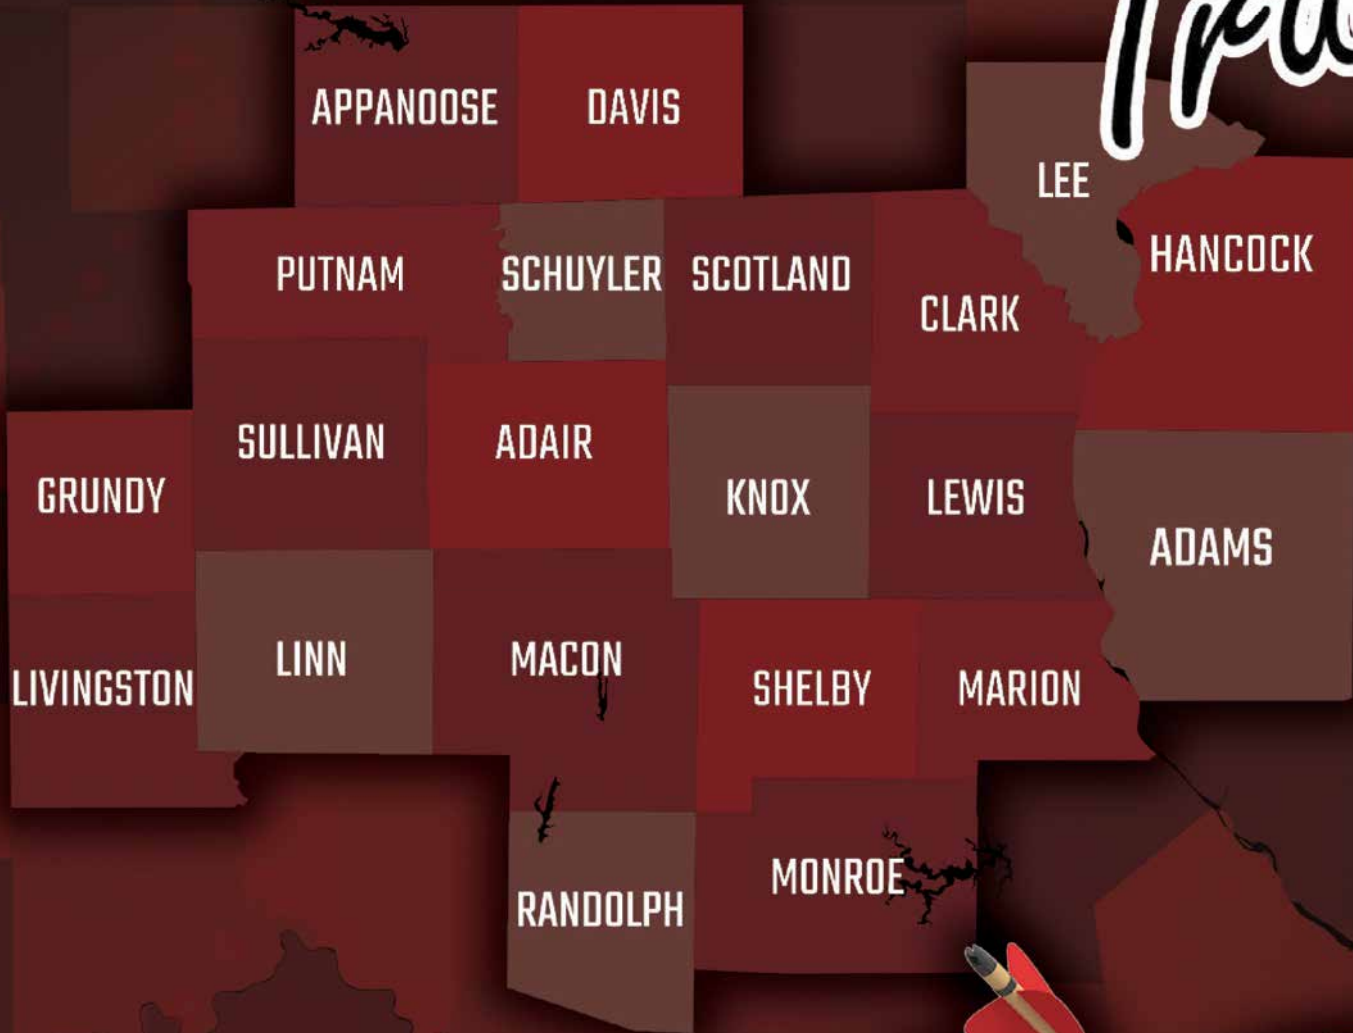 APPANOOSE
DAVIS
LEE
HANCOCK
PUTNAM
SCHUYLER
SCOTLAND
CLARK
SULLIVAN
ADAIR
GRUNDY
KNOX
LEWIS
ADAMS
LINN
MACON
LIVINGSTON
SHELBY
MARION
MONROE
RANDOLPH